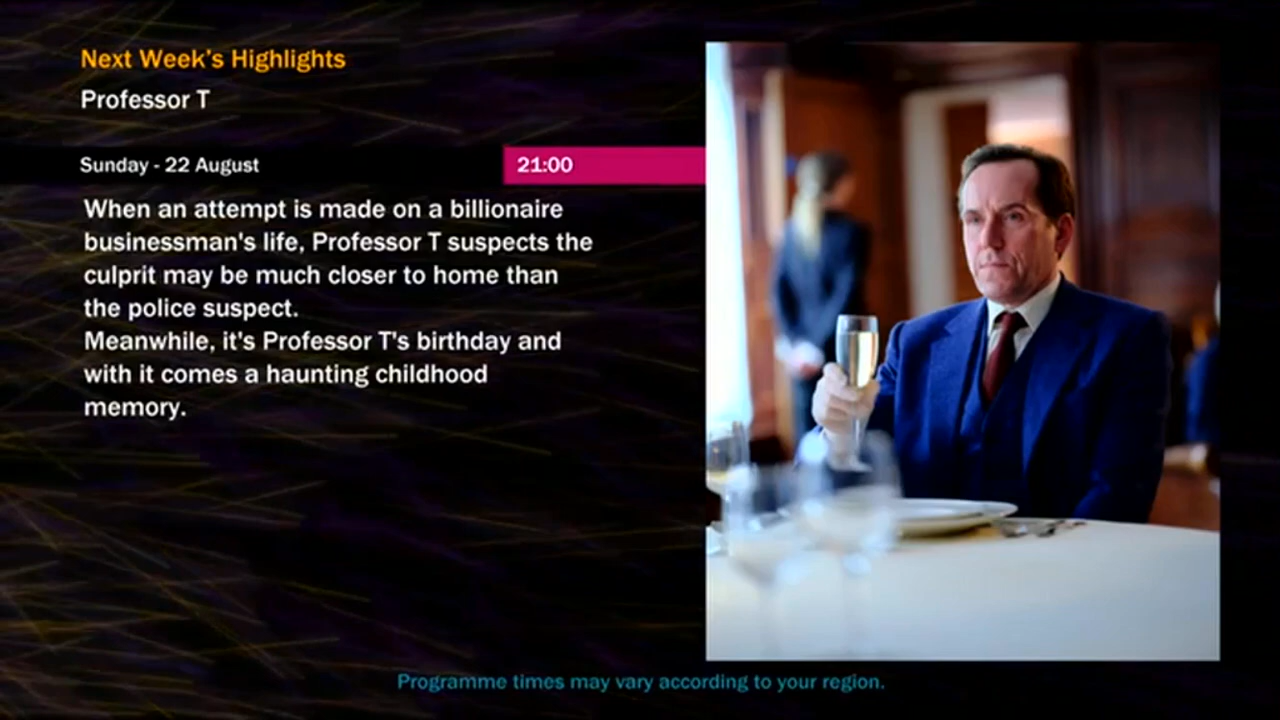 Next Week's Highlights
Professor T
Sunday - 22 August
21:00
When an attempt is made on a billionaire
businessman's life, Professor T suspects the
culprit may be much closer to home than
the police suspect.
Meanwhile, it's Professor T's birthday and
with it comes a haunting childhood
memory.
Programme times may vary according to your region.